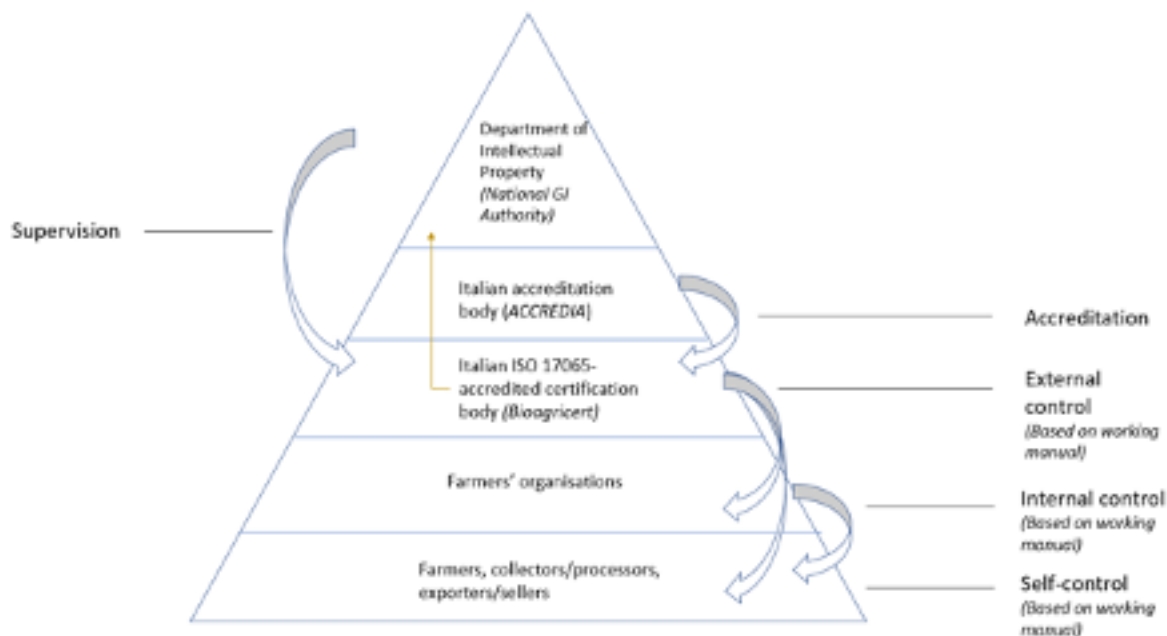 Department of
Intellectual
Property
(National GI
Authority)
Supervision
Italian accreditation
body (ACCREDIA)
Accreditation
Italian ISO 17065-
accredited certification
body (Bioagricert)
External
control
(Based on working
manual)
Farmers' organisations
Internal control
(Based on working
manual)
Farmers, collectors/processors,
exporters/sellers
Self-control
(Based on working
manual)